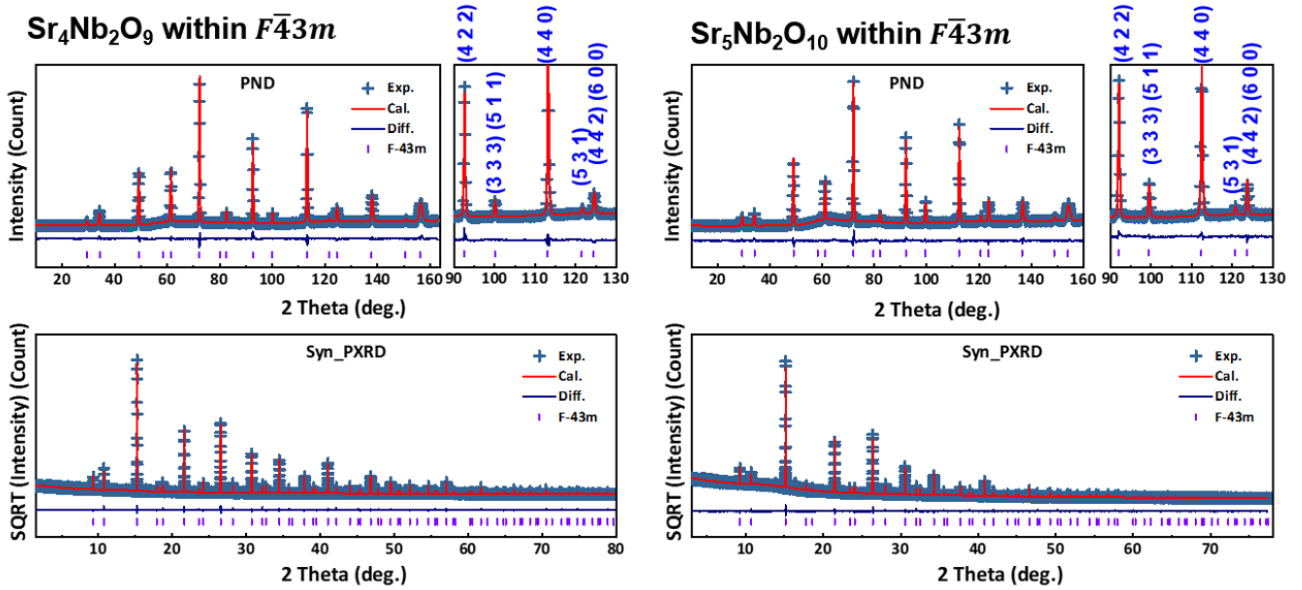 Sr₄Nb₂O₉ within F4̅3m
PND
Exp.
Cal.
Diff.
F-43m
Intensity (Count)
20 40 60 80 100 120 140 160
2 Theta (deg.)
(4 2 2)
(3 3 3) (5 1 1)
(4 4 0)
(5 3 1)
(4 4 2) (6 0 0)
90 100 110 120 130
Sr₅Nb₂O₁₀ within F4̅3m
PND
Exp.
Cal.
Diff.
F-43m
Intensity (Count)
20 40 60 80 100 120 140 160
2 Theta (deg.)
(4 2 2)
(3 3 3) (5 1 1)
(4 4 0)
(5 3 1)
(4 4 2) (6 0 0)
90 100 110 120 130
Syn_PXRD
Exp.
Cal.
Diff.
F-43m
SQRT (Intensity) (Count)
10 20 30 40 50 60 70 80
2 Theta (deg.)
Syn_PXRD
Exp.
Cal.
Diff.
F-43m
SQRT (Intensity) (Count)
10 20 30 40 50 60 70
2 Theta (deg.)